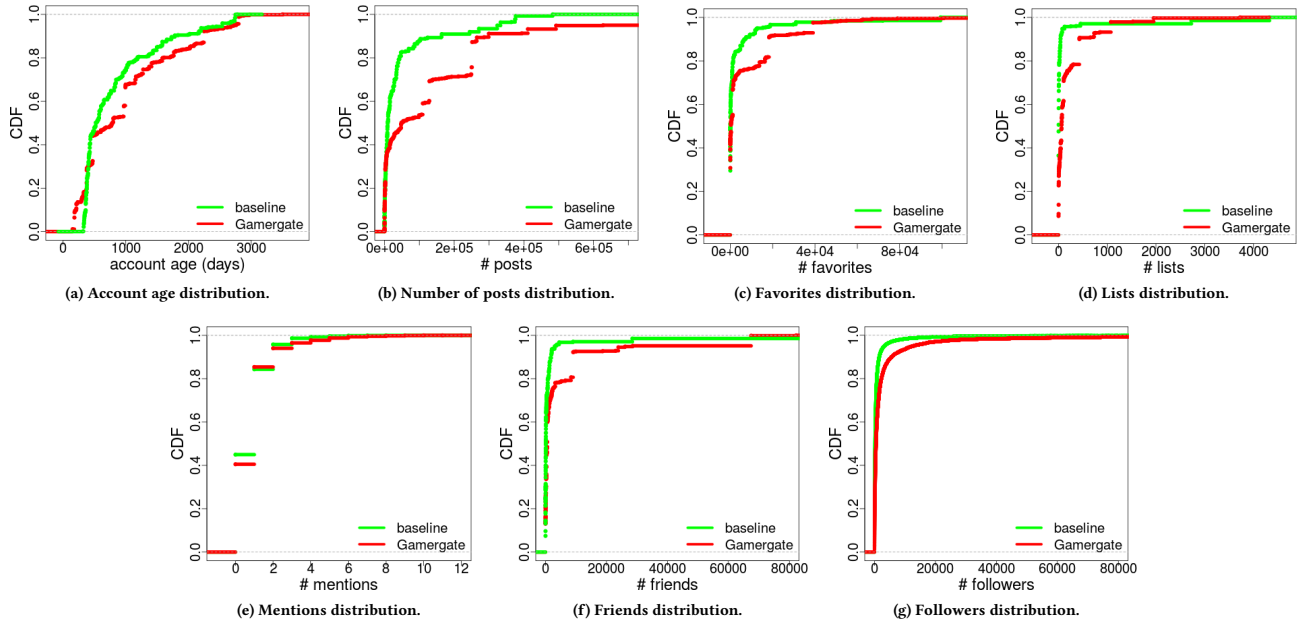 CDF
0.0 0.2 0.4 0.6 0.8 1.0
baseline
Gamergate
0 1000 2000 3000
account age (days)
(a) Account age distribution.
CDF
0.0 0.2 0.4 0.6 0.8 1.0
baseline
Gamergate
0e+00 2e+05 4e+05 6e+05
# posts
(b) Number of posts distribution.
CDF
0.0 0.2 0.4 0.6 0.8 1.0
baseline
Gamergate
0e+00 4e+04 8e+04
# favorites
(c) Favorites distribution.
CDF
0.0 0.2 0.4 0.6 0.8 1.0
baseline
Gamergate
0 1000 2000 3000 4000
# lists
(d) Lists distribution.
CDF
0.0 0.2 0.4 0.6 0.8 1.0
baseline
Gamergate
0 2 4 6 8 10 12
# mentions
(e) Mentions distribution.
CDF
0.0 0.2 0.4 0.6 0.8 1.0
baseline
Gamergate
0 20000 40000 60000 80000
# friends
(f) Friends distribution.
CDF
0.0 0.2 0.4 0.6 0.8 1.0
baseline
Gamergate
0 20000 40000 60000 80000
# followers
(g) Followers distribution.